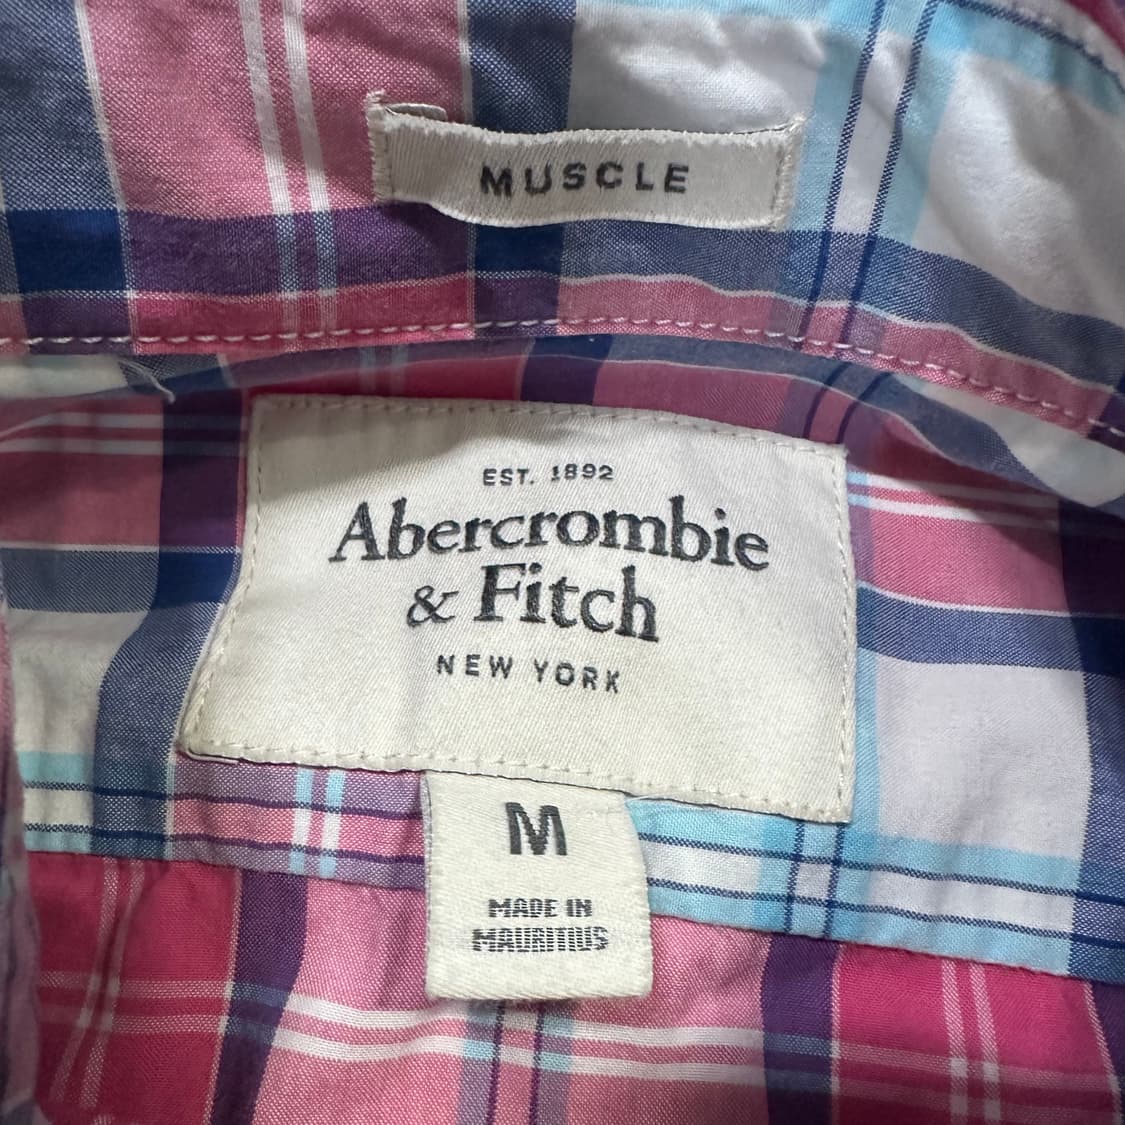 MUSCLE
EST. 1892
Abercrombie
& Fitch
NEW YORK
M
MADE IN
MAURITIUS